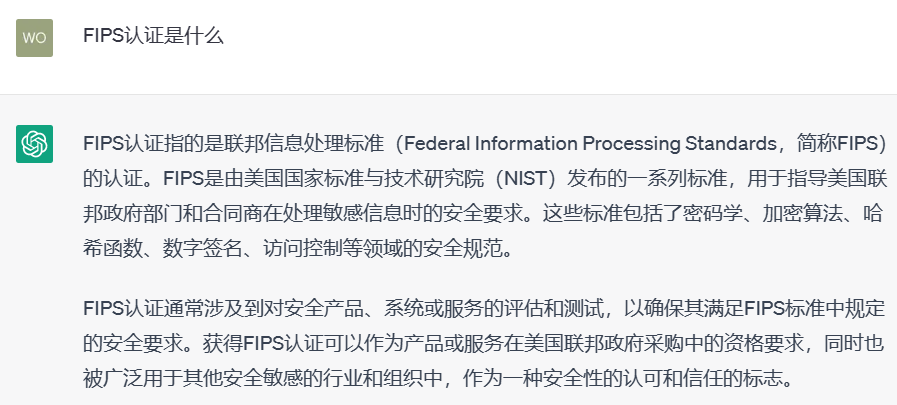 WO
FIPS认证是什么
FIPS认证指的是联邦信息处理标准（Federal Information Processing Standards，简称FIPS）
的认证。FIPS是由美国国家标准与技术研究院（NIST）发布的一系列标准，用于指导美国联
邦政府部门和合同商在处理敏感信息时的安全要求。这些标准包括了密码学、加密算法、哈
希函数、数字签名、访问控制等领域的安全规范。
FIPS认证通常涉及到对安全产品、系统或服务的评估和测试，以确保其满足FIPS标准中规定
的安全要求。获得FIPS认证可以作为产品或服务在美国联邦政府采购中的资格要求，同时也
被广泛用于其他安全敏感的行业和组织中，作为一种安全性的认可和信任的标志。